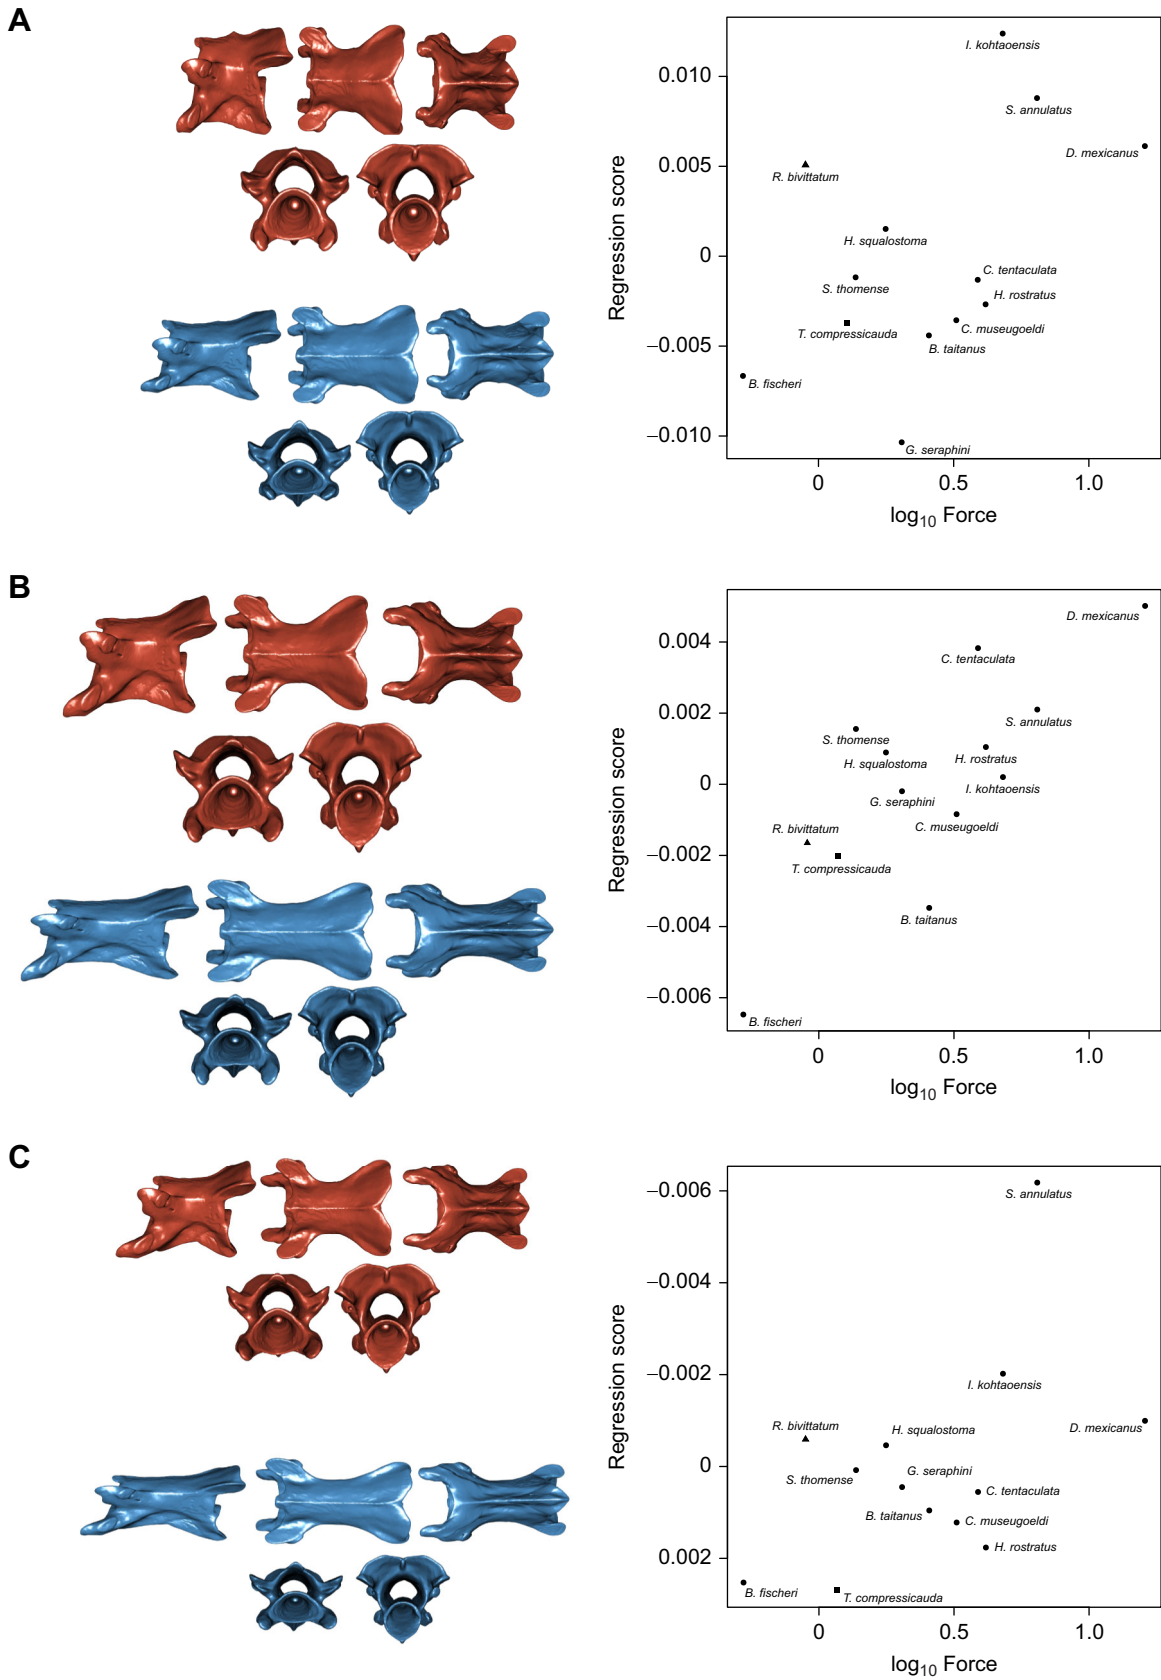 A
I. kohtaoensis
0.010
S. annulatus
D. mexicanus
0.005
R. bivittatum
H. squalostoma
0
C. tentaculata
S. thomense
H. rostratus
T. compressicauda
C. museugoeldi
−0.005
B. taitanus
B. fischeri
−0.010
G. seraphini
Regression score
0 0.5 1.0
log10 Force
B
D. mexicanus
0.004
C. tentaculata
0.002
S. annulatus
S. thomense
H. rostratus
H. squalostoma
0
I. kohtaoensis
G. seraphini
C. museugoeldi
R. bivittatum
−0.002
T. compressicauda
B. taitanus
−0.004
−0.006
B. fischeri
Regression score
0 0.5 1.0
log10 Force
C
−0.006
S. annulatus
−0.004
−0.002
I. kohtaoensis
R. bivittatum
H. squalostoma
D. mexicanus
0
S. thomense
G. seraphini
C. tentaculata
B. taitanus
C. museugoeldi
H. rostratus
0.002
B. fischeri
T. compressicauda
Regression score
0 0.5 1.0
log10 Force